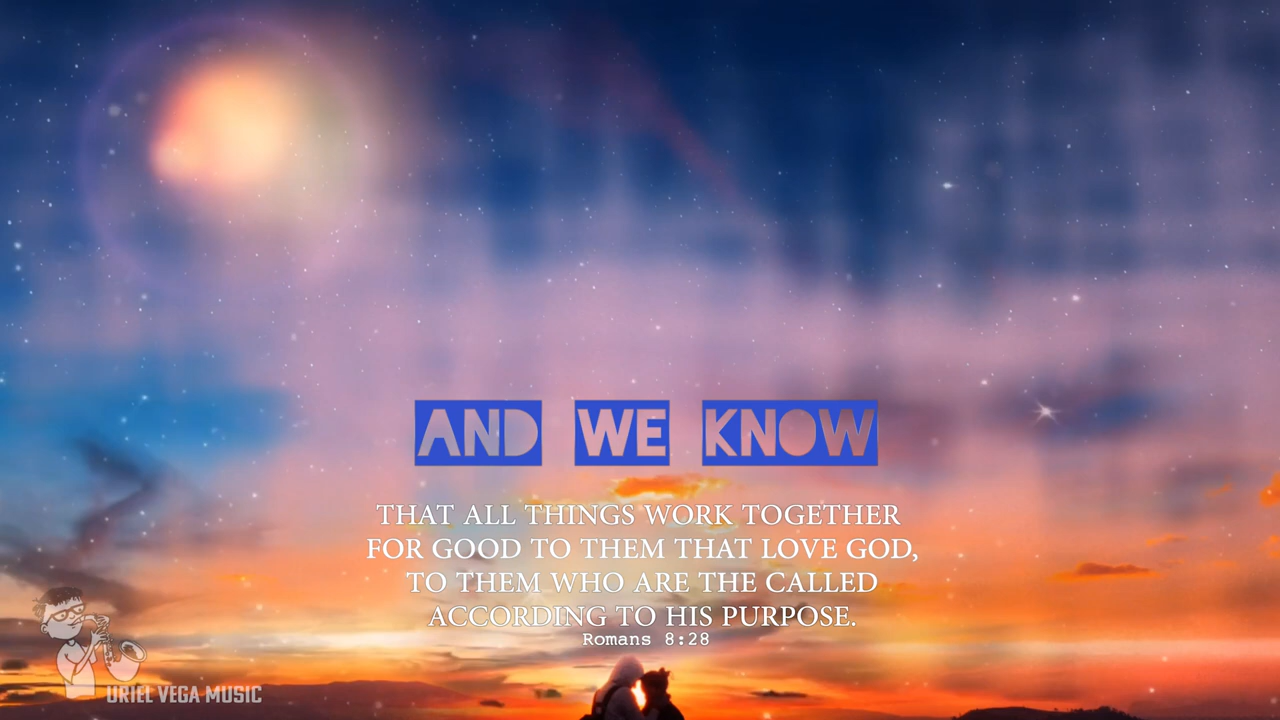 AND WE KNOW
THAT ALL THINGS WORK TOGETHER
FOR GOOD TO THEM THAT LOVE GOD,
TO THEM WHO ARE THE CALLED
ACCORDING TO HIS PURPOSE.
Romans 8:28
URIEL VEGA MUSIC